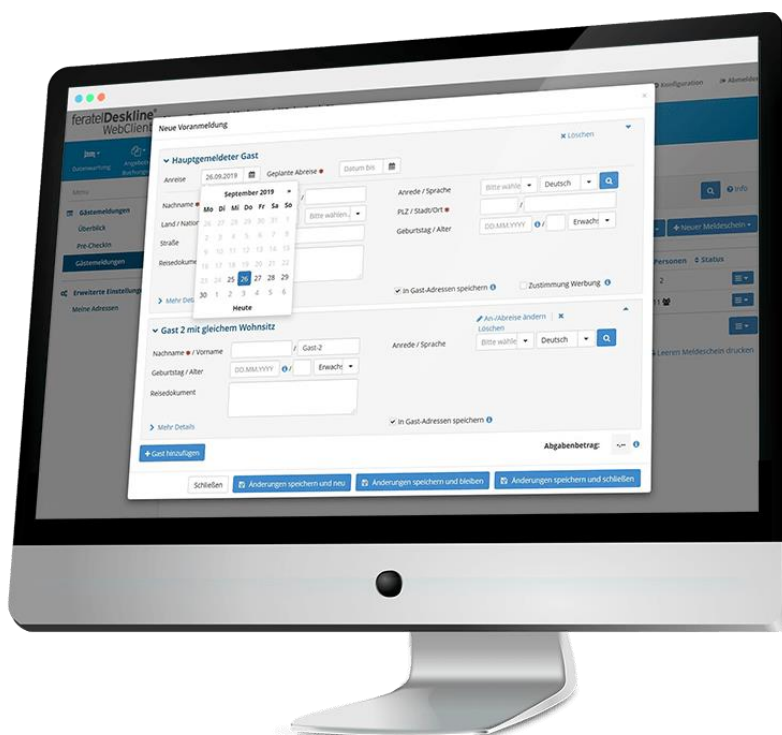 feratelDeskline®
WebClient
Konfiguration
Abmelden
Datenwartung
Menü
Gästemeldungen
Überblick
Pre-CheckIn
Gästemeldungen
Erweiterte Einstellungen
Meine Adressen
Info
+ Neuer Meldeschein
Personen Status
2
11
Leeren Meldeschein drucken
Neue Voranmeldung
×
Löschen
Hauptgemeldeter Gast
Anreise 26.09.2019 Geplante Abreise Datum bis
September 2019 »
Mo Di Mi Do Fr Sa So
26 27 28 29 30 31 1
2 3 4 5 6 7 8
9 10 11 12 13 14 15
16 17 18 19 20 21 22
23 24 25 26 27 28 29
30 1 2 3 4 5 6
Heute
Nachname /
Land / Nation Bitte wählen..
Straße
Reisedokument
Mehr Details
Anrede / Sprache Bitte wähle Deutsch
PLZ / Stadt/Ort /
Geburtstag / Alter DD.MM.YYYY / Erwachs
In Gast-Adressen speichern Zustimmung Werbung
Gast 2 mit gleichem Wohnsitz
An-/Abreise ändern |
Löschen
Nachname / Vorname / Gast-2
Anrede / Sprache Bitte wähle Deutsch
Geburtstag / Alter DD.MM.YYYY / Erwachs
Reisedokument
Mehr Details
In Gast-Adressen speichern
+ Gast hinzufügen
Abgabenbetrag: -,--
Schließen Änderungen speichern und neu Änderungen speichern und bleiben Änderungen speichern und schließen